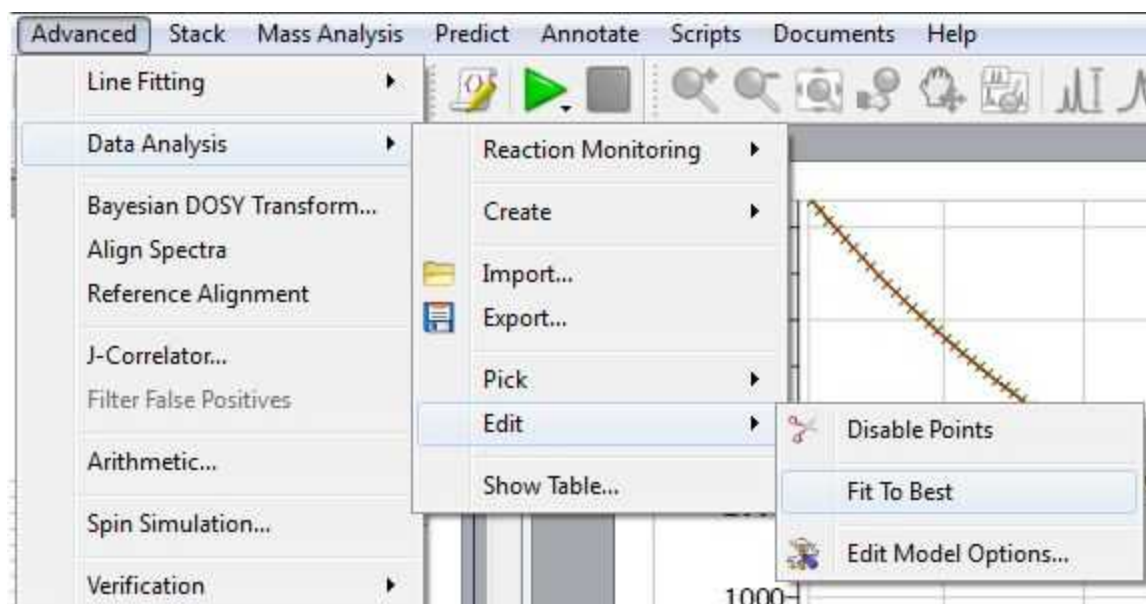 Advanced Stack Mass Analysis Predict Annotate Scripts Documents Help
Line Fitting
Data Analysis
Bayesian DOSY Transform...
Align Spectra
Reference Alignment
J-Correlator...
Filter False Positives
Arithmetic...
Spin Simulation...
Verification
Reaction Monitoring
Create
Import...
Export...
Pick
Edit
Show Table...
Disable Points
Fit To Best
Edit Model Options...
1000